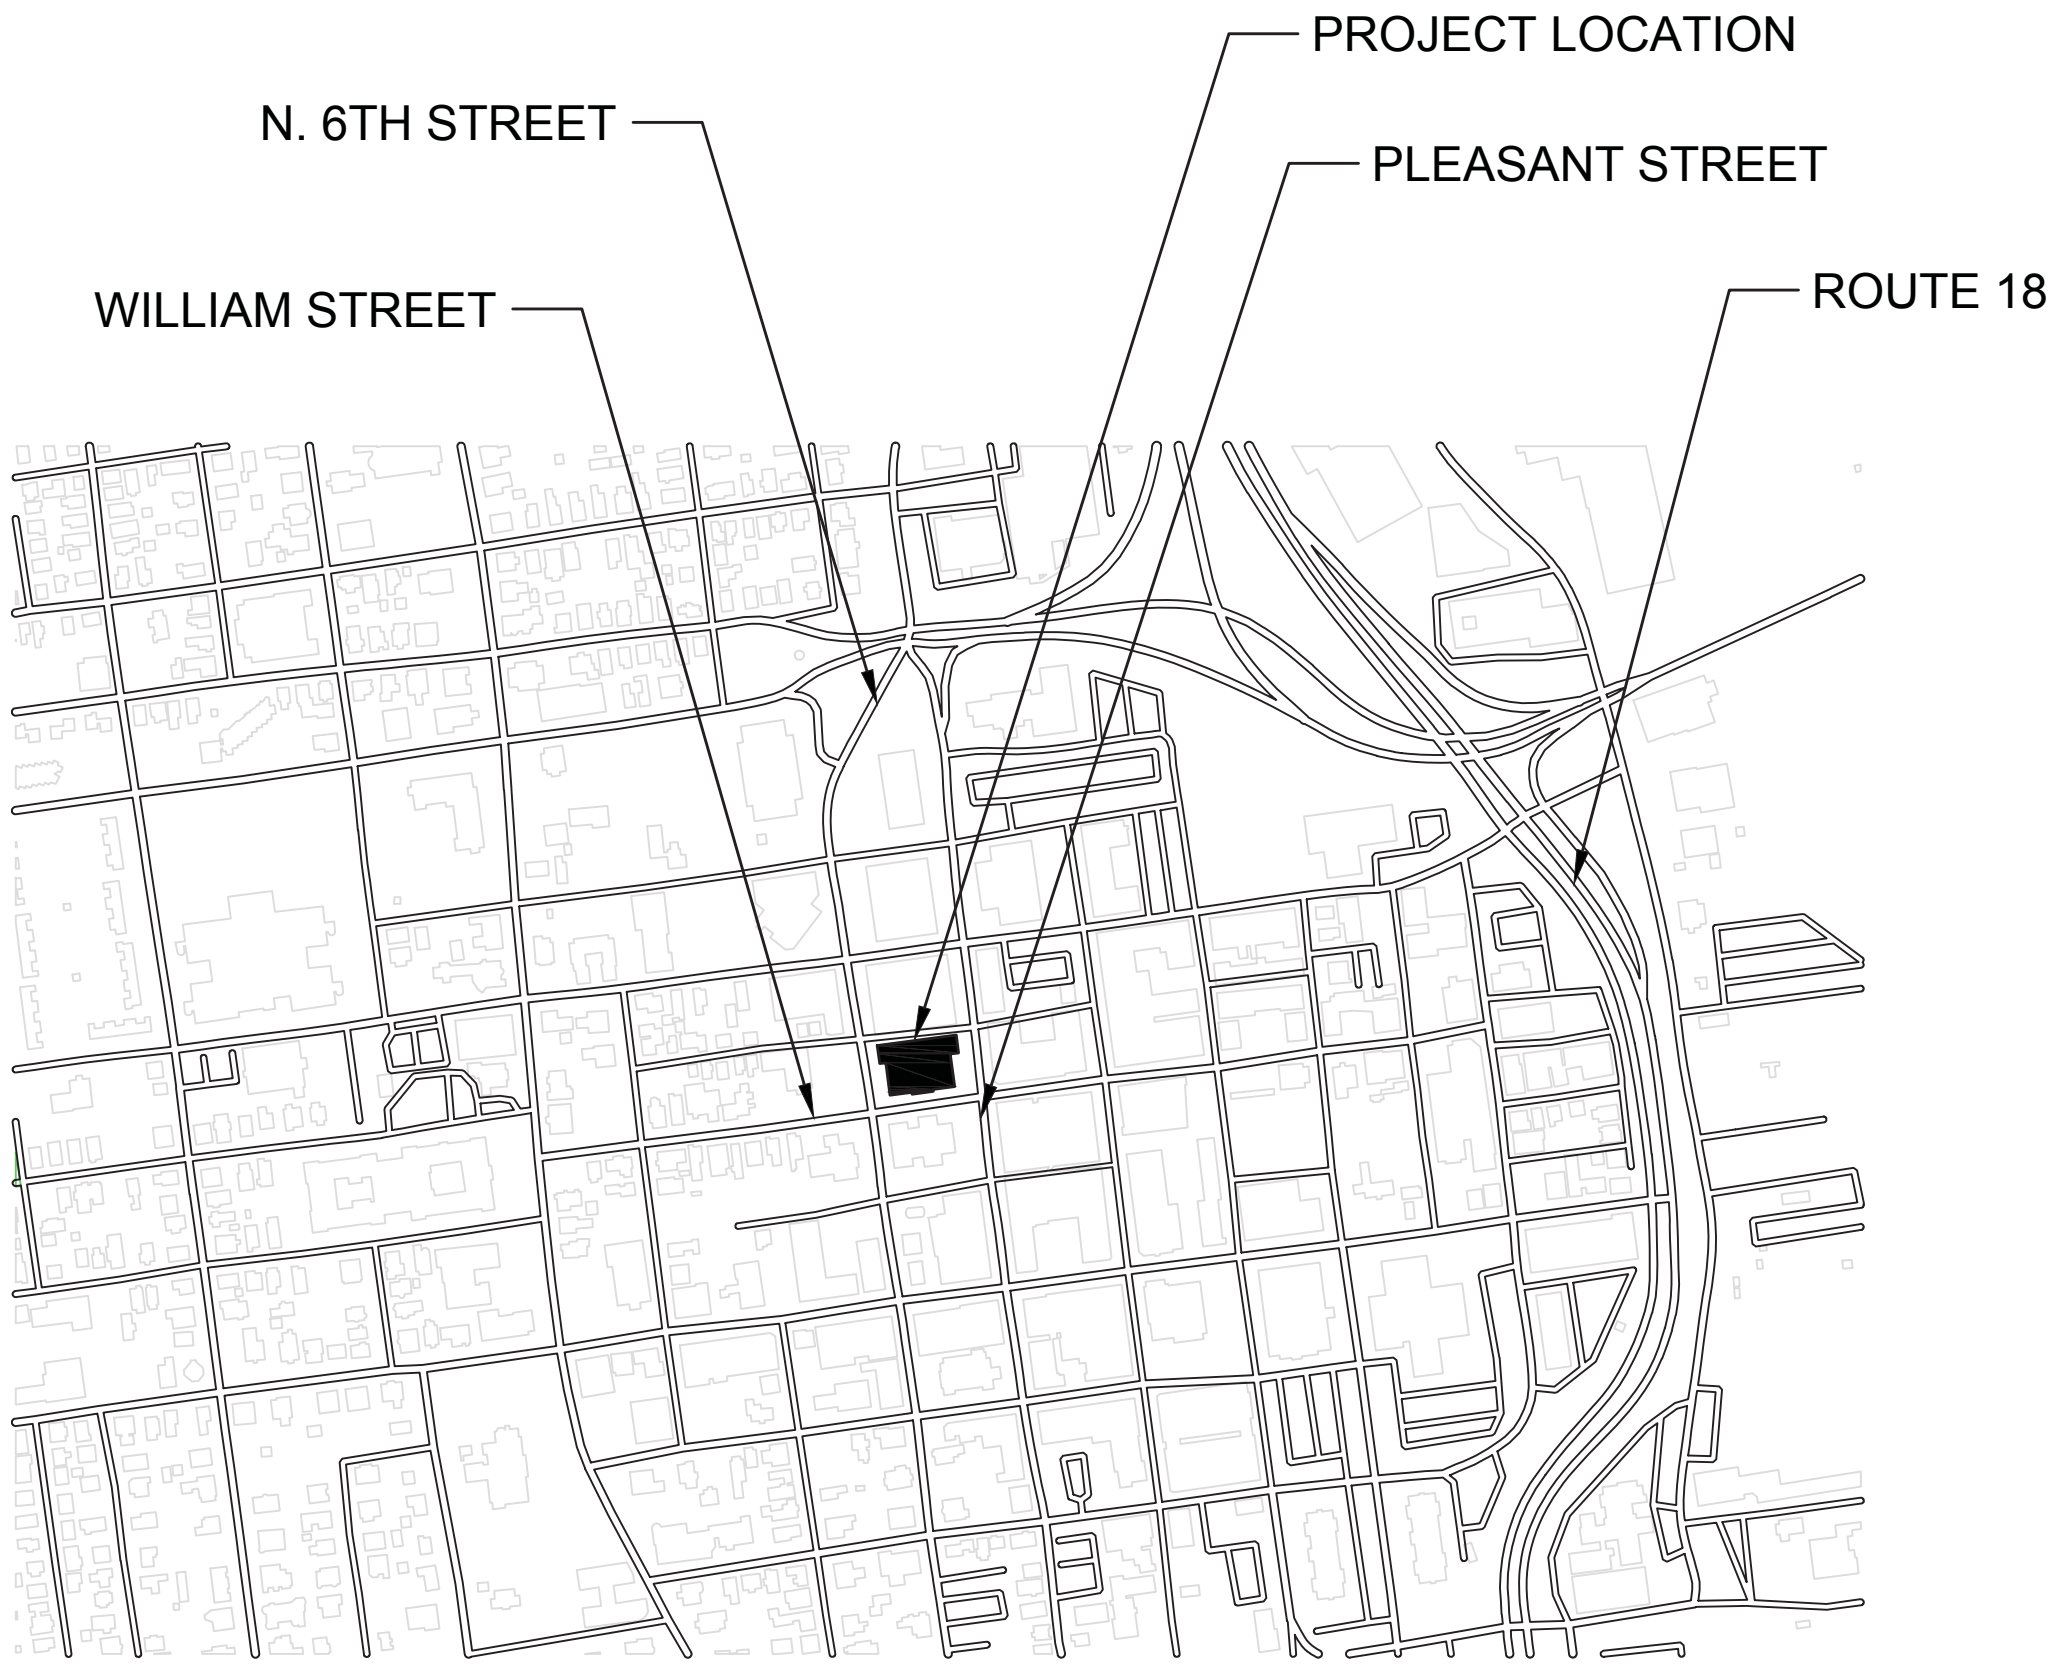 PROJECT LOCATION
N. 6TH STREET
PLEASANT STREET
ROUTE 18
WILLIAM STREET